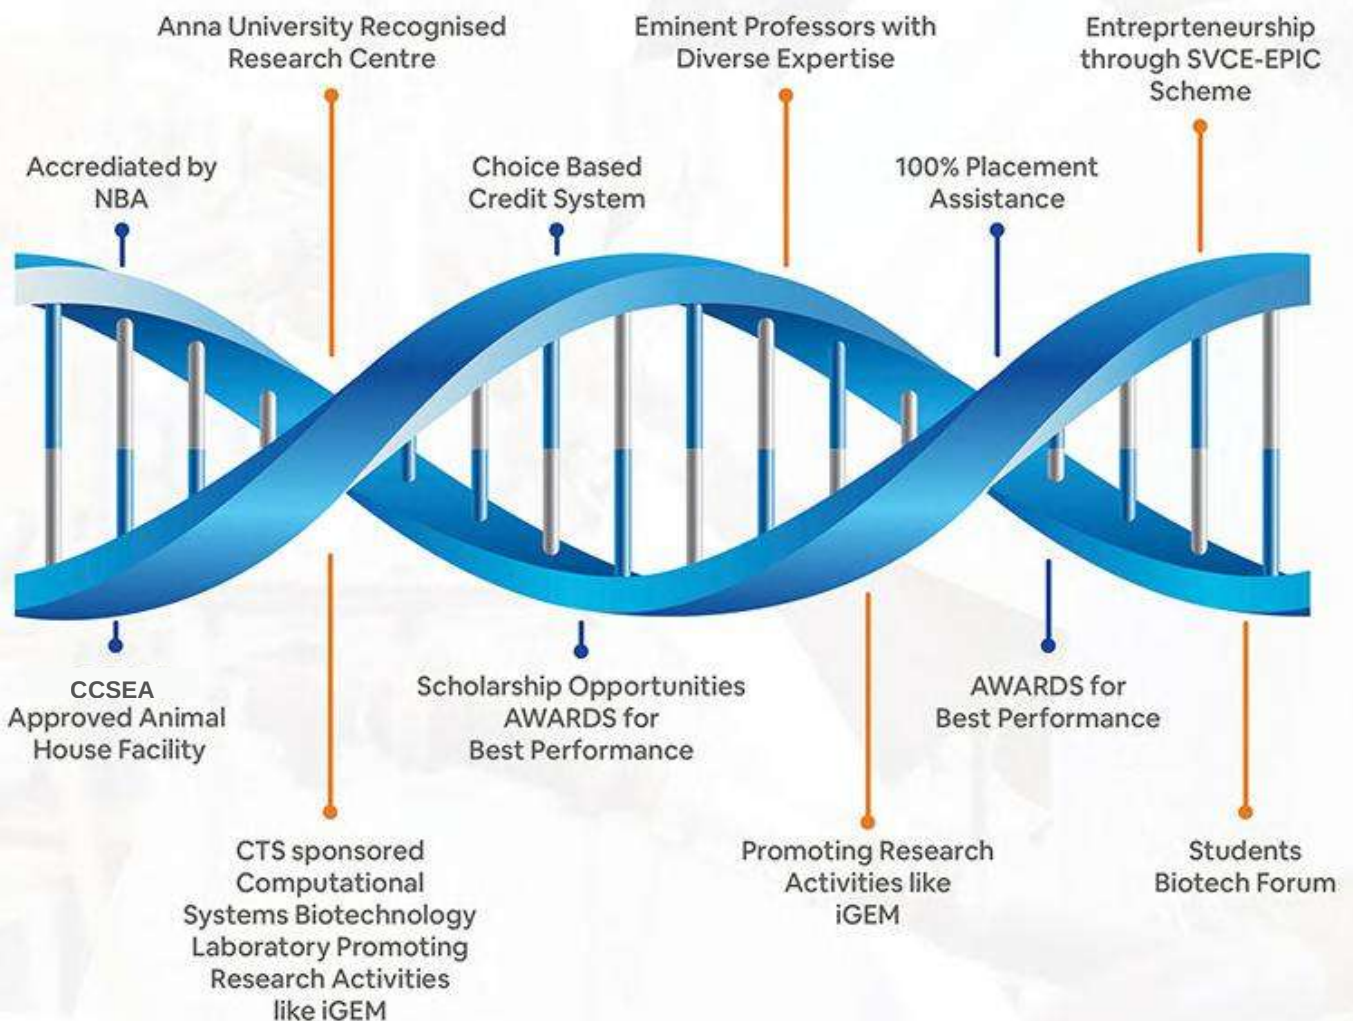 Anna University Recognised
Research Centre
Eminent Professors with
Diverse Expertise
Entreprteneurship
through SVCE-EPIC
Scheme
Accrediated by
NBA
Choice Based
Credit System
100% Placement
Assistance
CCSEA
Approved Animal
House Facility
Scholarship Opportunities
AWARDS for
Best Performance
AWARDS for
Best Performance
CTS sponsored
Computational
Systems Biotechnology
Laboratory Promoting
Research Activities
like iGEM
Promoting Research
Activities like
iGEM
Students
Biotech Forum